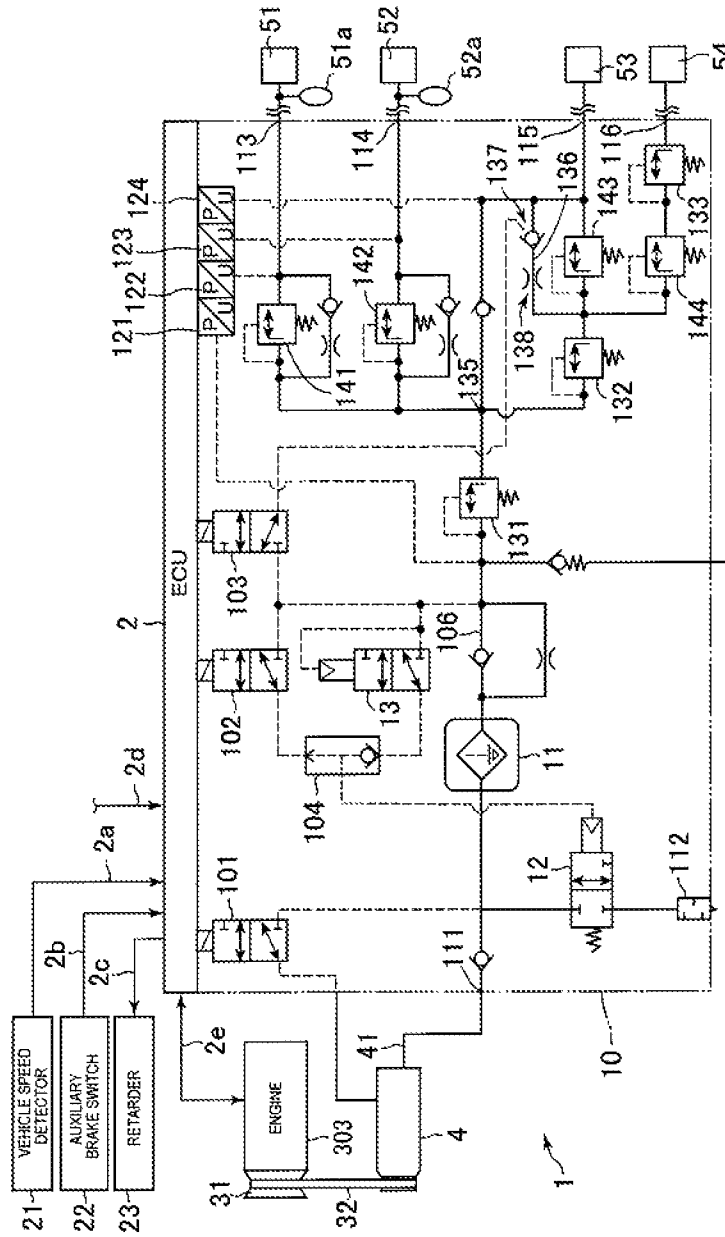 VEHICLE SPEED DETECTOR
21
AUXILIARY BRAKE SWITCH
22
RETARDER
23
2a
2b
2c
2d
2e
2
ECU
ENGINE
303
31
32
4
41
1
10
101
102
103
104
13
11
12
112
111
106
121
122
123
124
P
U
P
U
P
U
P
U
131
132
133
135
136
137
138
141
142
143
144
113
114
115
116
51
51a
52
52a
53
54